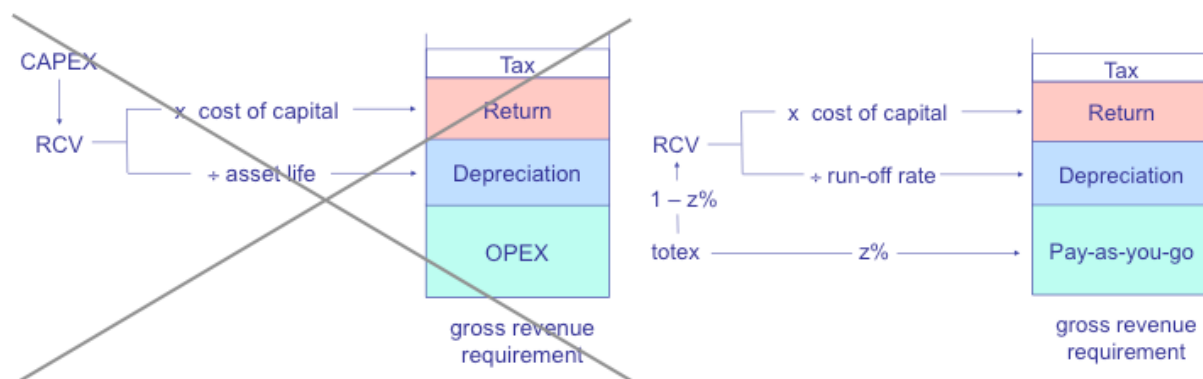 CAPEX
RCV
x cost of capital
÷ asset life
Tax
Return
Depreciation
OPEX
gross revenue
requirement
RCV
1 – z%
totex
x cost of capital
÷ run-off rate
z%
Tax
Return
Depreciation
Pay-as-you-go
gross revenue
requirement